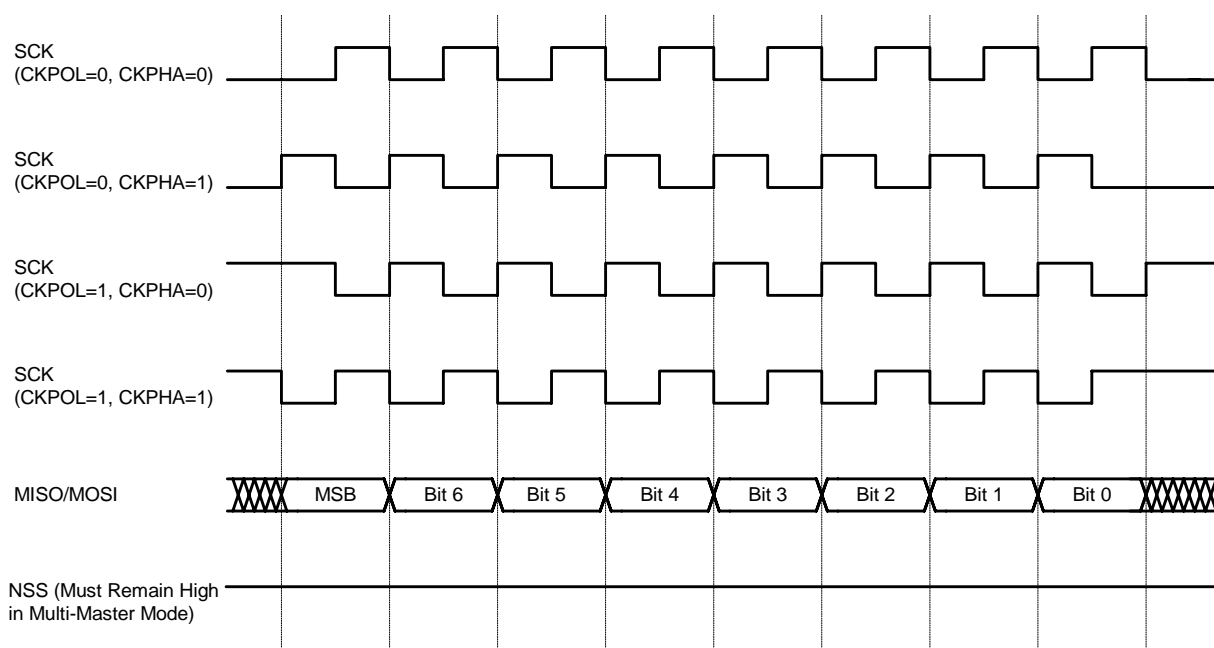 SCK
(CKPOL=0, CKPHA=0)
SCK
(CKPOL=0, CKPHA=1)
SCK
(CKPOL=1, CKPHA=0)
SCK
(CKPOL=1, CKPHA=1)
MISO/MOSI MSB Bit 6 Bit 5 Bit 4 Bit 3 Bit 2 Bit 1 Bit 0
NSS (Must Remain High
in Multi-Master Mode)